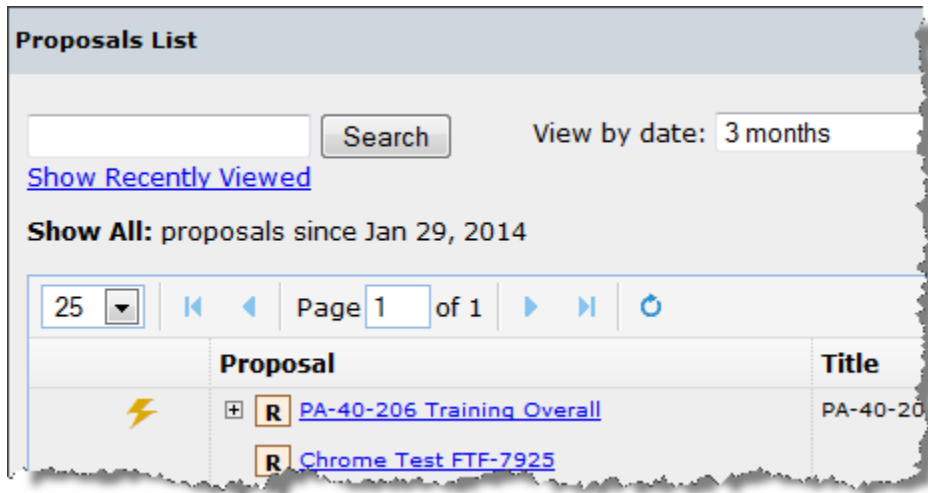 Proposals List
Search View by date: 3 months
Show Recently Viewed
Show All: proposals since Jan 29, 2014
25 Page 1 of 1
Proposal Title
R PA-40-206 Training Overall PA-40-20
R Chrome Test FTF-7925